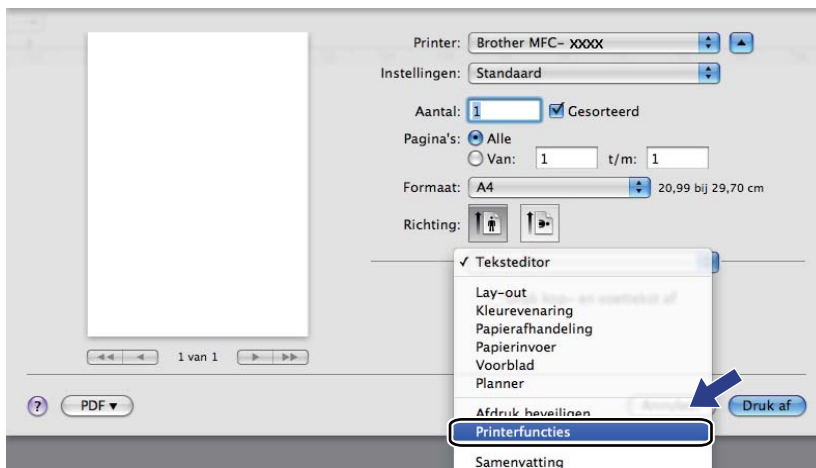 Printer: Brother MFC- XXXX
Instellingen: Standaard
Aantal: 1 Gesorteerd
Pagina's: Alle
Van: 1 t/m: 1
Formaat: A4 20,99 bij 29,70 cm
Richting:
✓ Teksteditor
Lay-out
Kleurevenaring
Papierafhandeling
Papierinvoer
Voorblad
Planner
Afdruk beveiligen
Printerfuncties
Samenvatting
1 van 1
? PDF ▾ Druk af